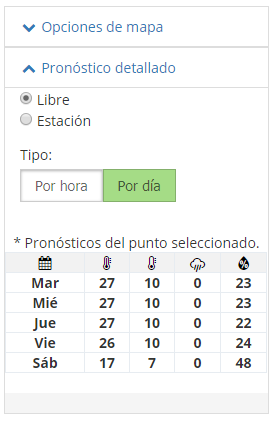 Opciones de mapa
Pronóstico detallado
Libre
Estación
Tipo:
Por hora Por día
* Pronósticos del punto seleccionado.
Mar 27 10 0 23
Mié 27 10 0 23
Jue 27 10 0 22
Vie 26 10 0 24
Sáb 17 7 0 48